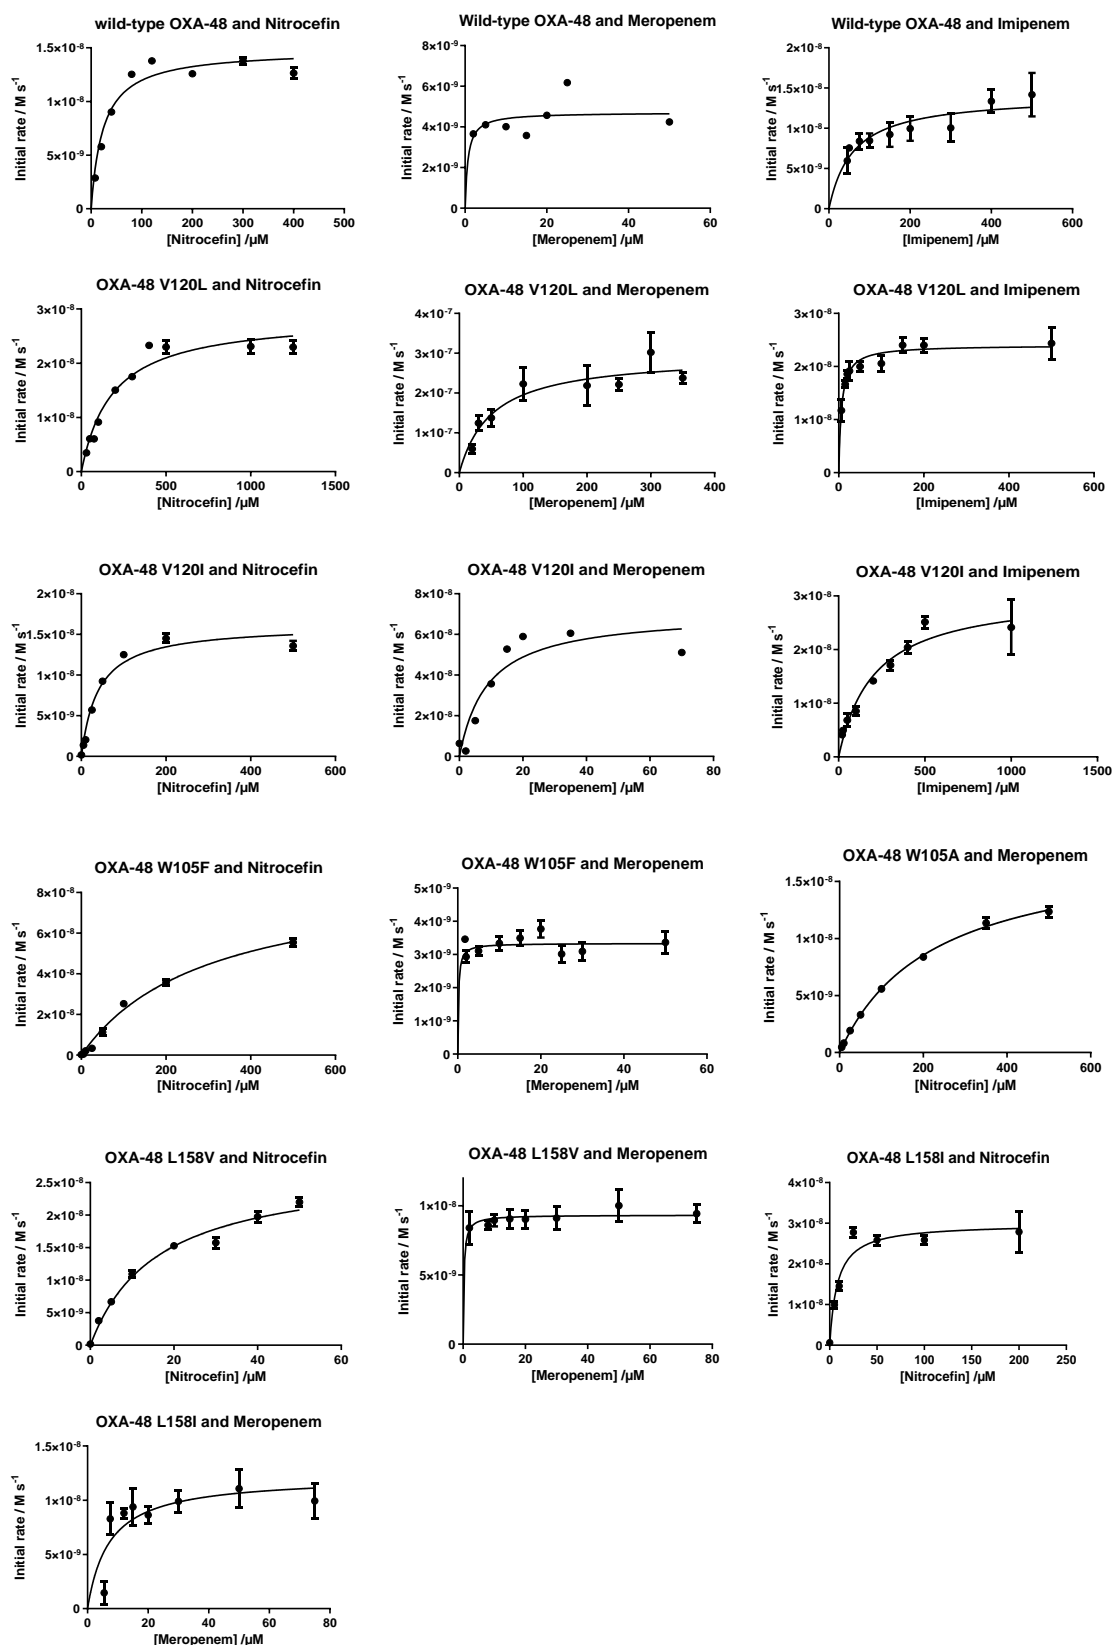 wild-type OXA-48 and Nitrocefin
Initial rate / M s⁻¹
1.5×10⁻⁸
1×10⁻⁸
5×10⁻⁹
0
0 100 200 300 400 500
[Nitrocefin] /µM
Wild-type OXA-48 and Meropenem
Initial rate / M s⁻¹
8×10⁻⁹
6×10⁻⁹
4×10⁻⁹
2×10⁻⁹
0
0 20 40 60
[Meropenem] /µM
Wild-type OXA-48 and Imipenem
Initial rate / M s⁻¹
2×10⁻⁸
1.5×10⁻⁸
1×10⁻⁸
5×10⁻⁹
0
0 200 400 600
[Imipenem] /µM
OXA-48 V120L and Nitrocefin
Initial rate / M s⁻¹
3×10⁻⁸
2×10⁻⁸
1×10⁻⁸
0
0 500 1000 1500
[Nitrocefin] /µM
OXA-48 V120L and Meropenem
Initial rate / M s⁻¹
4×10⁻⁷
3×10⁻⁷
2×10⁻⁷
1×10⁻⁷
0
0 100 200 300 400
[Meropenem] /µM
OXA-48 V120L and Imipenem
Initial rate / M s⁻¹
3×10⁻⁸
2×10⁻⁸
1×10⁻⁸
0
0 200 400 600
[Imipenem] /µM
OXA-48 V120I and Nitrocefin
Initial rate / M s⁻¹
2×10⁻⁸
1.5×10⁻⁸
1×10⁻⁸
5×10⁻⁹
0
0 200 400 600
[Nitrocefin] /µM
OXA-48 V120I and Meropenem
Initial rate / M s⁻¹
8×10⁻⁸
6×10⁻⁸
4×10⁻⁸
2×10⁻⁸
0
0 20 40 60 80
[Meropenem] /µM
OXA-48 V120I and Imipenem
Initial rate / M s⁻¹
3×10⁻⁸
2×10⁻⁸
1×10⁻⁸
0
0 500 1000 1500
[Imipenem] /µM
OXA-48 W105F and Nitrocefin
Initial rate / M s⁻¹
8×10⁻⁸
6×10⁻⁸
4×10⁻⁸
2×10⁻⁸
0
0 200 400 600
[Nitrocefin] /µM
OXA-48 W105F and Meropenem
Initial rate / M s⁻¹
5×10⁻⁹
4×10⁻⁹
3×10⁻⁹
2×10⁻⁹
1×10⁻⁹
0
0 20 40 60
[Meropenem] /µM
OXA-48 W105A and Meropenem
Initial rate / M s⁻¹
1.5×10⁻⁸
1×10⁻⁸
5×10⁻⁹
0
0 200 400 600
[Nitrocefin] /µM
OXA-48 L158V and Nitrocefin
Initial rate / M s⁻¹
2.5×10⁻⁸
2×10⁻⁸
1.5×10⁻⁸
1×10⁻⁸
5×10⁻⁹
0
0 20 40 60
[Nitrocefin] /µM
OXA-48 L158V and Meropenem
Initial rate / M s⁻¹
1×10⁻⁸
5×10⁻⁹
0
0 20 40 60 80
[Meropenem] /µM
OXA-48 L158I and Nitrocefin
Initial rate / M s⁻¹
4×10⁻⁸
3×10⁻⁸
2×10⁻⁸
1×10⁻⁸
0
0 50 100 150 200 250
[Nitrocefin] /µM
OXA-48 L158I and Meropenem
Initial rate / M s⁻¹
1.5×10⁻⁸
1×10⁻⁸
5×10⁻⁹
0
0 20 40 60 80
[Meropenem] /µM